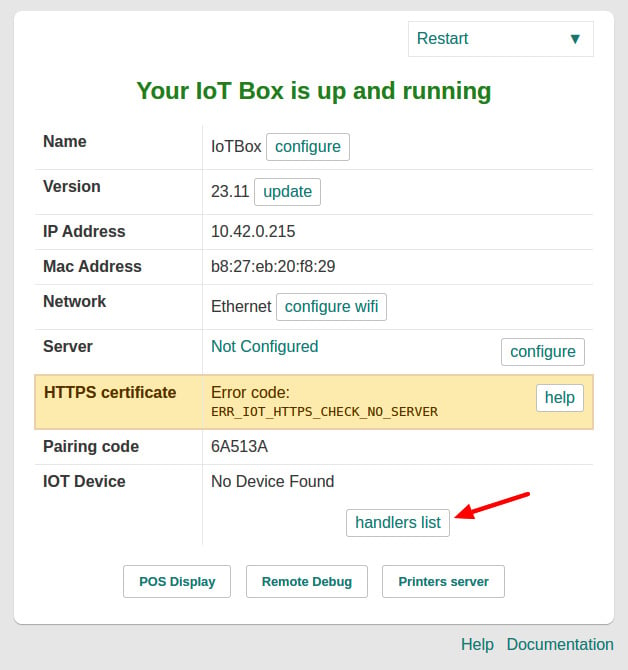 Restart ▼
Your IoT Box is up and running
Name IoTBox configure
Version 23.11 update
IP Address 10.42.0.215
Mac Address b8:27:eb:20:f8:29
Network Ethernet configure wifi
Server Not Configured configure
HTTPS certificate Error code: help
ERR_IOT_HTTPS_CHECK_NO_SERVER
Pairing code 6A513A
IOT Device No Device Found
handlers list
POS Display Remote Debug Printers server
Help Documentation